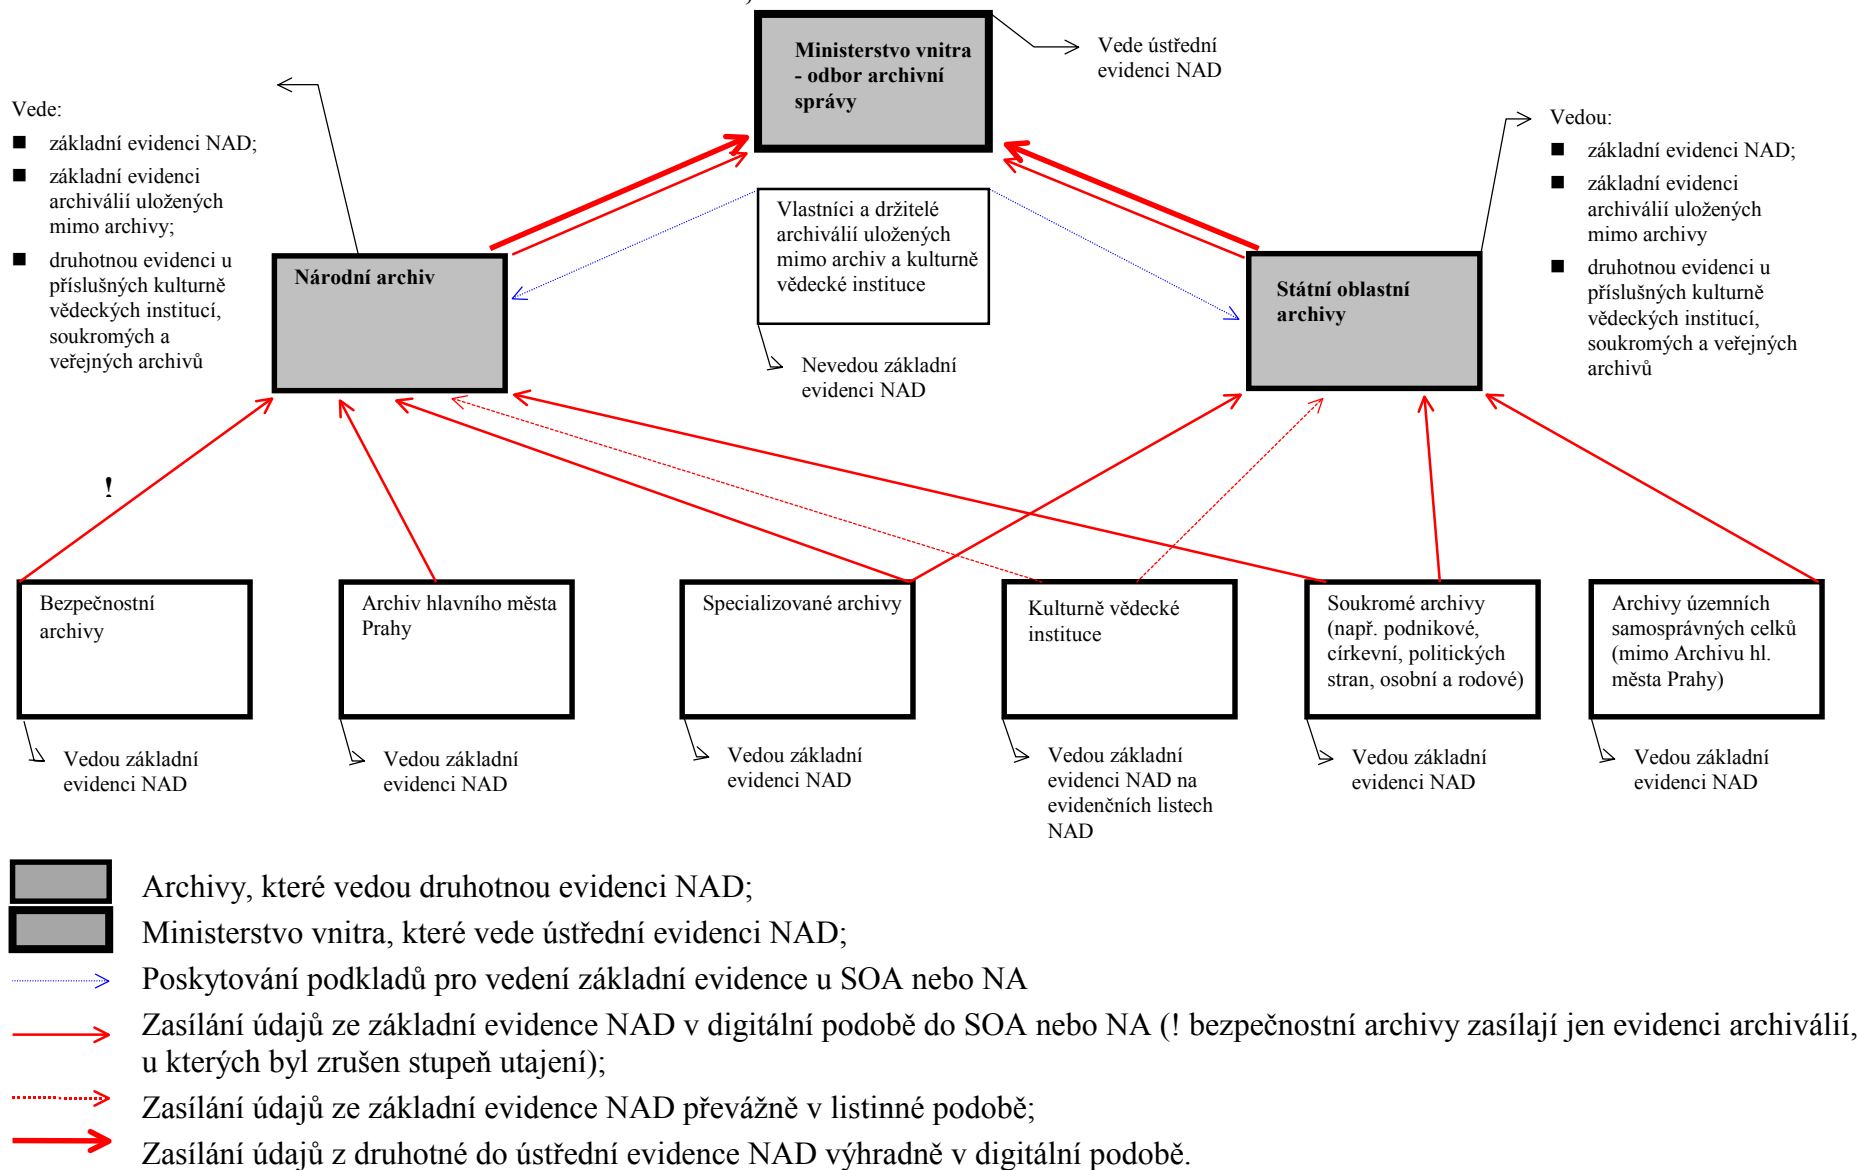 Ministerstvo vnitra
- odbor archivní
správy
Vede ústřední
evidenci NAD
Vede:
■ základní evidenci NAD;
■ základní evidenci
archiválií uložených
mimo archivy;
■ druhotnou evidenci u
příslušných kulturně
vědeckých institucí,
soukromých a
veřejných archivů
Vedou:
■ základní evidenci NAD;
■ základní evidenci
archiválií uložených
mimo archivy
■ druhotnou evidenci u
příslušných kulturně
vědeckých institucí,
soukromých a veřejných
archivů
Národní archiv
Vlastníci a držitelé
archiválií uložených
mimo archiv a kulturně
vědecké instituce
Státní oblastní
archivy
Nevedou základní
evidenci NAD
!
Bezpečnostní
archivy
Archiv hlavního města
Prahy
Specializované archivy
Kulturně vědecké
instituce
Soukromé archivy
(např. podnikové,
církevní, politických
stran, osobní a rodové)
Archivy územních
samosprávných celků
(mimo Archivu hl.
města Prahy)
Vedou základní
evidenci NAD
Vedou základní
evidenci NAD
Vedou základní
evidenci NAD
Vedou základní
evidenci NAD na
evidenčních listech
NAD
Vedou základní
evidenci NAD
Vedou základní
evidenci NAD
Archivy, které vedou druhotnou evidenci NAD;
Ministerstvo vnitra, které vede ústřední evidenci NAD;
Poskytování podkladů pro vedení základní evidence u SOA nebo NA
Zasílání údajů ze základní evidence NAD v digitální podobě do SOA nebo NA (! bezpečnostní archivy zasílají jen evidenci archiválií,
u kterých byl zrušen stupeň utajení);
Zasílání údajů ze základní evidence NAD převážně v listinné podobě;
Zasílání údajů z druhotné do ústřední evidence NAD výhradně v digitální podobě.